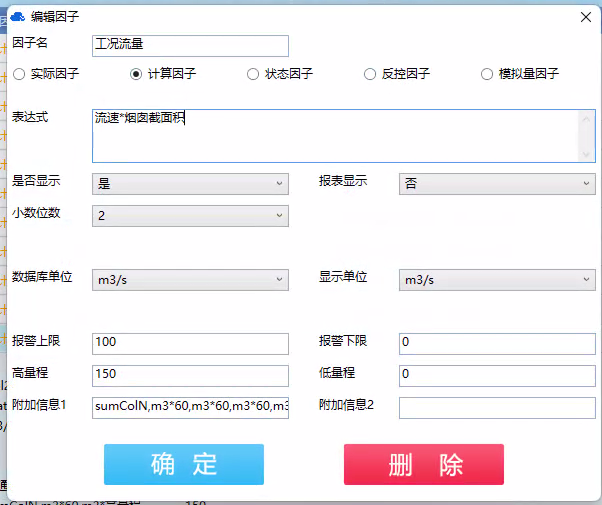 编辑因子
因子名 工况流量
实际因子 计算因子 状态因子 反控因子 模拟量因子
表达式 流速*烟囱截面积
是否显示 是 报表显示 否
小数位数 2
数据库单位 m3/s 显示单位 m3/s
报警上限 100 报警下限 0
高量程 150 低量程 0
附加信息1 sumColN,m3*60,m3*60,m3*60,m3 附加信息2
确 定 删 除